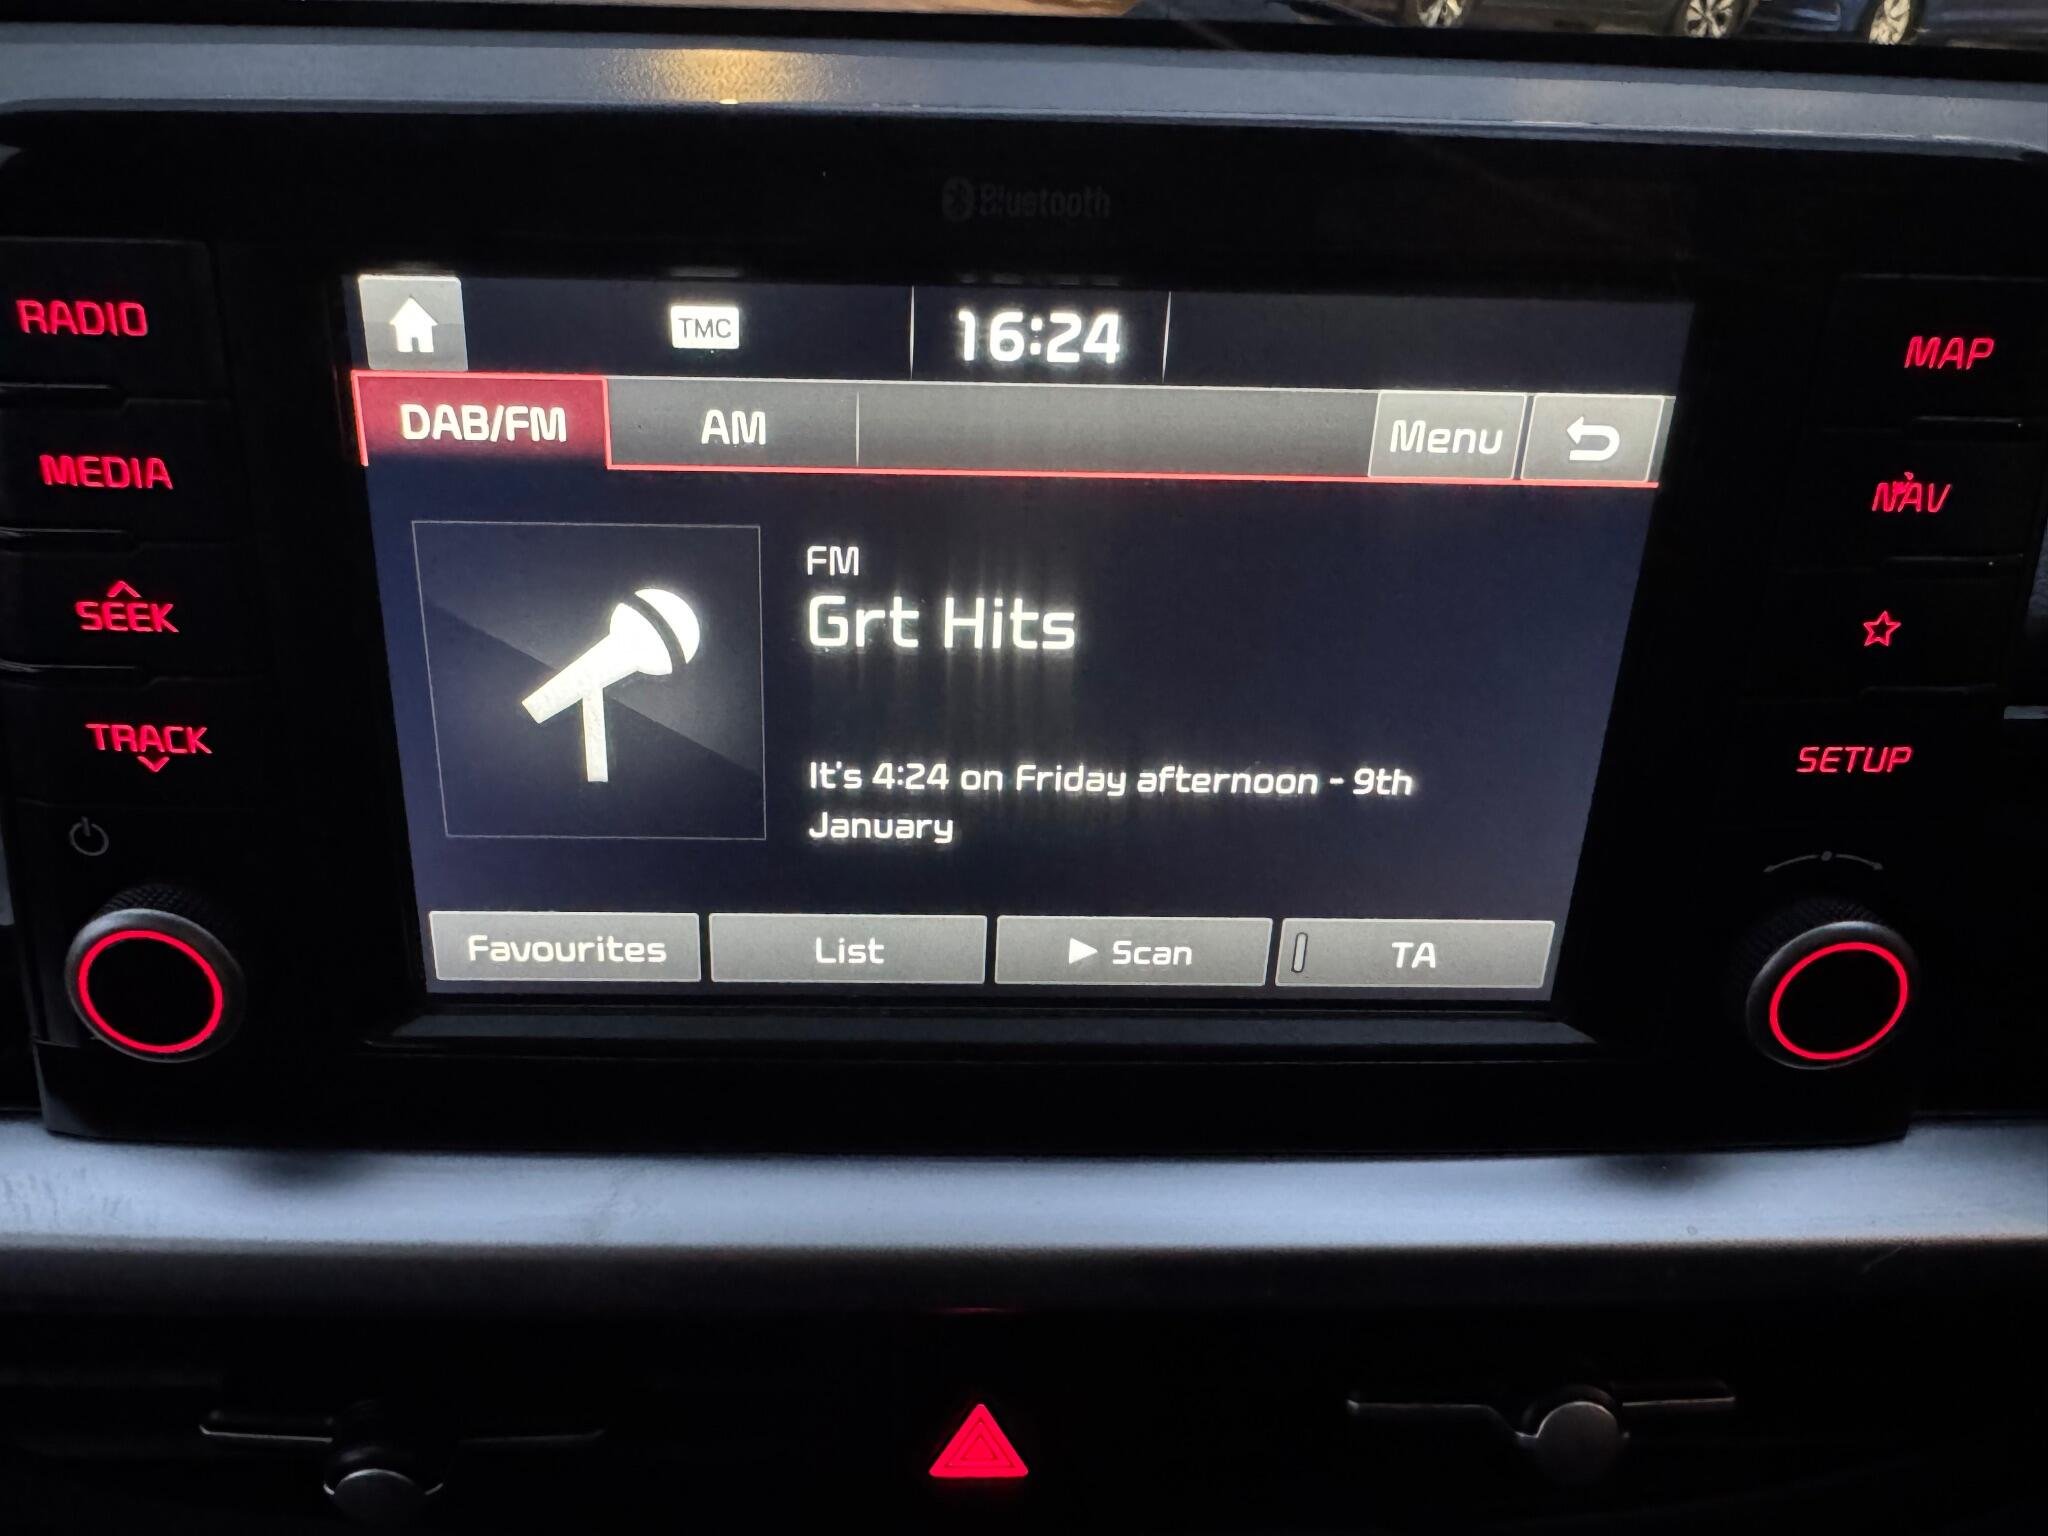 Bluetooth
RADIO
MEDIA
SEEK
TRACK
TMC
16:24
DAB/FM
AM
Menu
FM
Grt Hits
It's 4:24 on Friday afternoon - 9th
January
Favourites
List
Scan
TA
MAP
NAV
SETUP